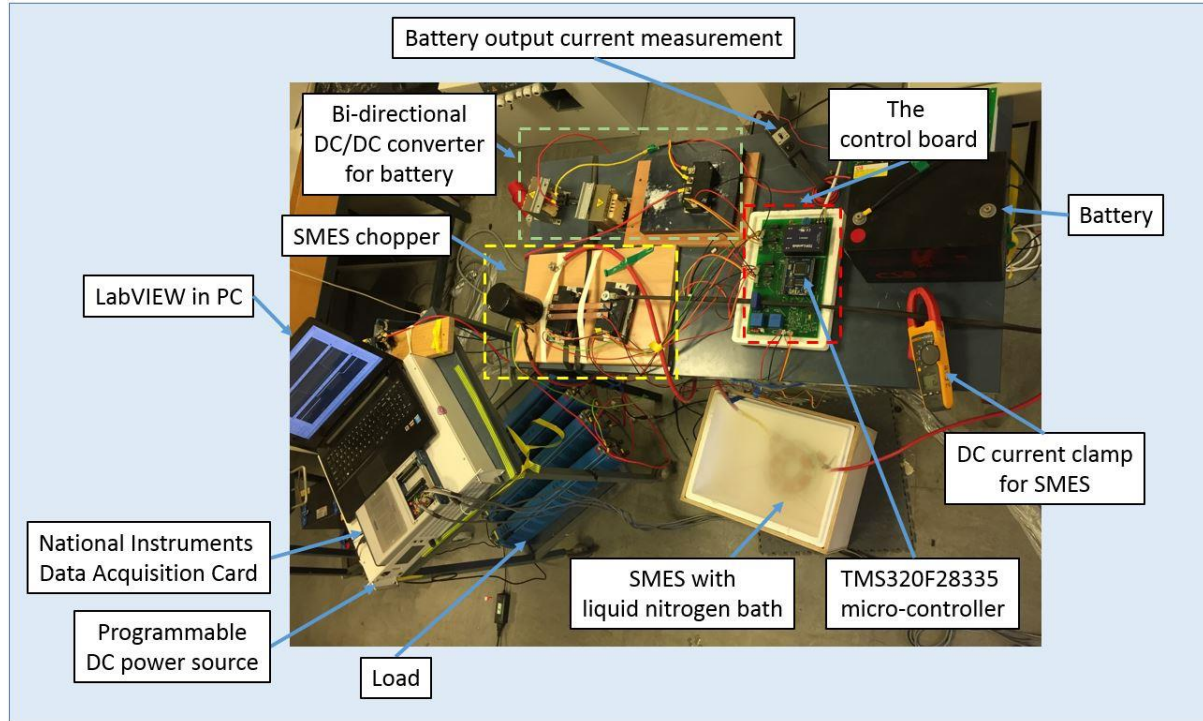 Battery output current measurement
Bi-directional
DC/DC converter
for battery
The
control board
SMES chopper
Battery
LabVIEW in PC
DC current clamp
for SMES
National Instruments
Data Acquisition Card
SMES with
liquid nitrogen bath
TMS320F28335
micro-controller
Programmable
DC power source
Load